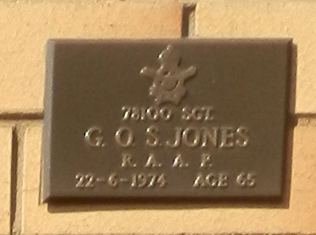 78100 SGT.
G. O. S. JONES
R. A. A. F.
22-6-1974 AGE 65